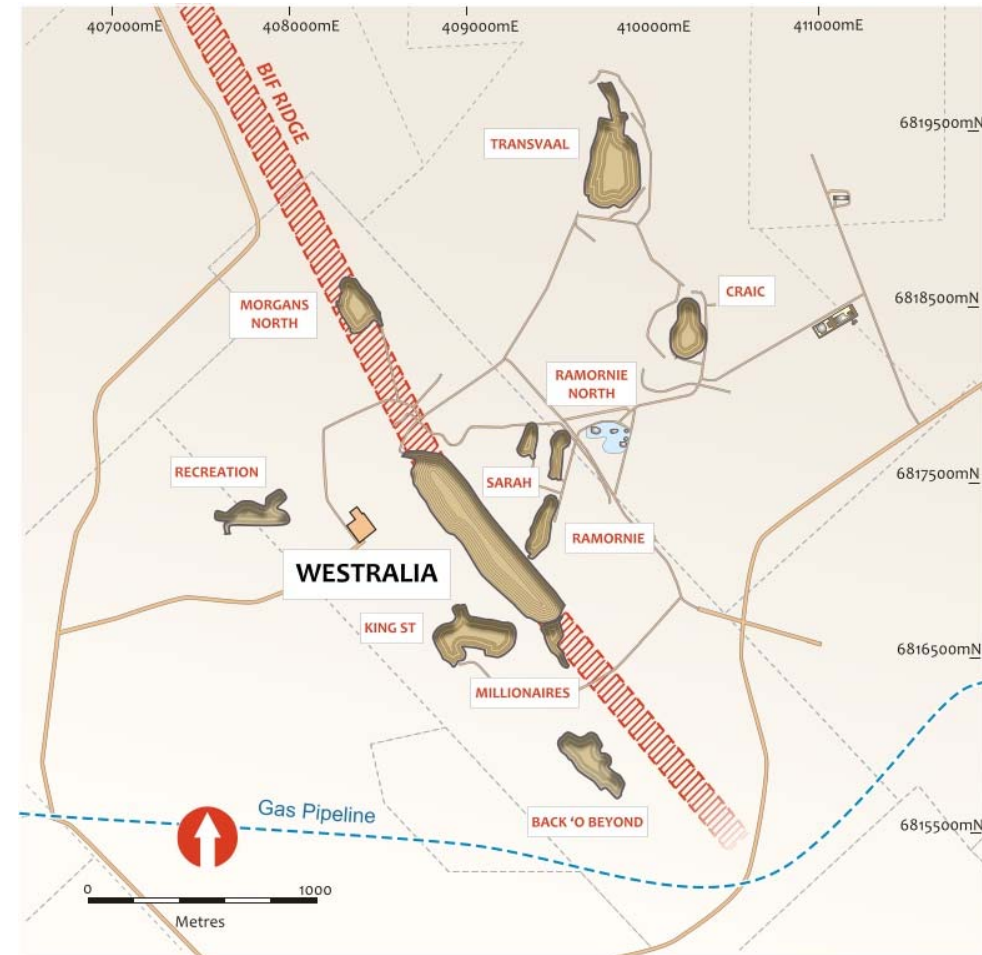 407000mE
408000mE
409000mE
410000mE
411000mE
BIF RIDGE
6819500mN
TRANSVAAL
CRAIC
6818500mN
MORGANS
NORTH
RAMORNIE
NORTH
RECREATION
6817500mN
SARAH
RAMORNIE
WESTRALIA
KING ST
6816500mN
MILLIONAIRES
Gas Pipeline
BACK ‘O BEYOND
6815500mN
0
1000
Metres